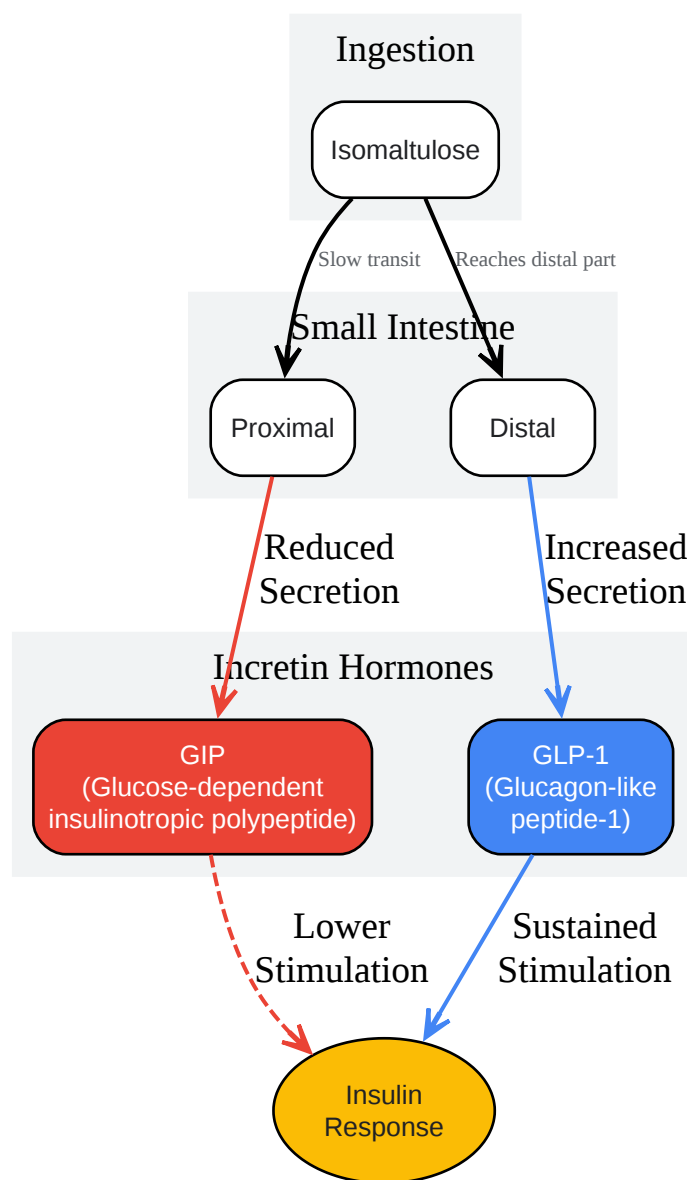 Ingestion
Isomaltulose
Slow transit
Reaches distal part
Small Intestine
Proximal
Distal
Reduced
Secretion
Increased
Secretion
Incretin Hormones
GIP
(Glucose-dependent
insulinotropic polypeptide)
GLP-1
(Glucagon-like
peptide-1)
Lower
Stimulation
Sustained
Stimulation
Insulin
Response